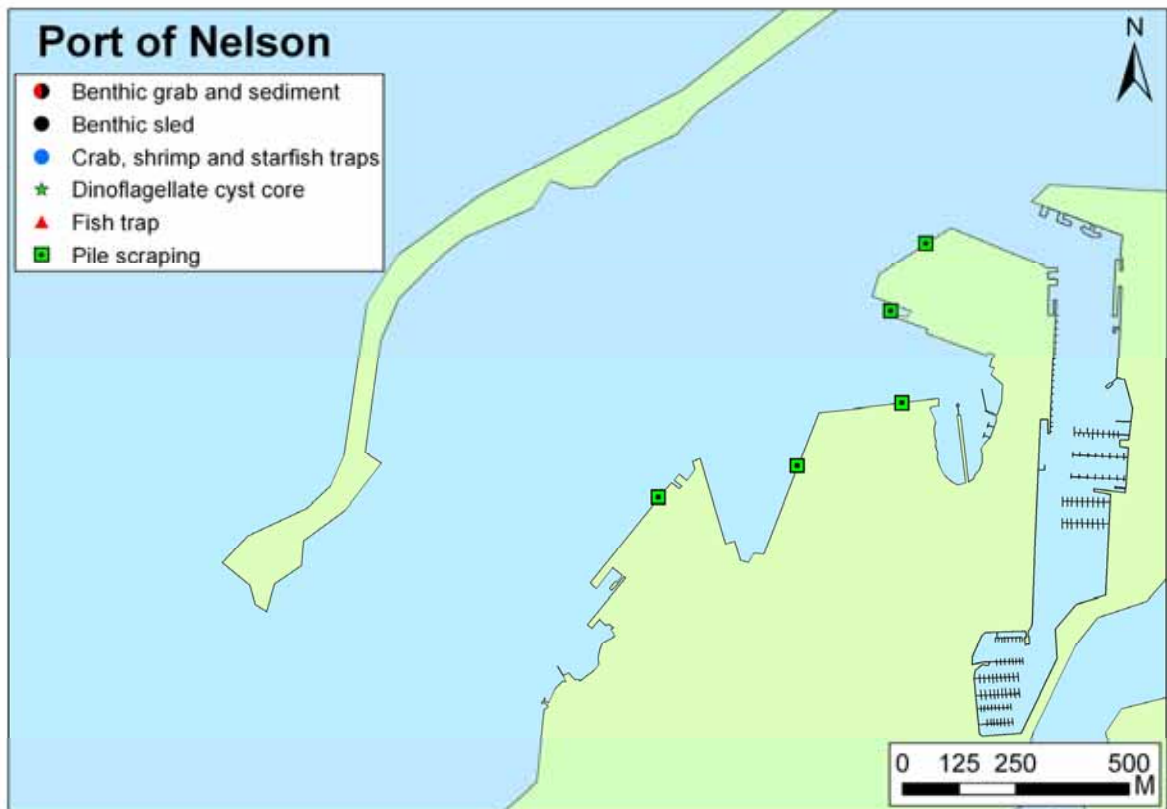 Port of Nelson
N
Benthic grab and sediment
Benthic sled
Crab, shrimp and starfish traps
Dinoflagellate cyst core
Fish trap
Pile scraping
0 125 250 500
M